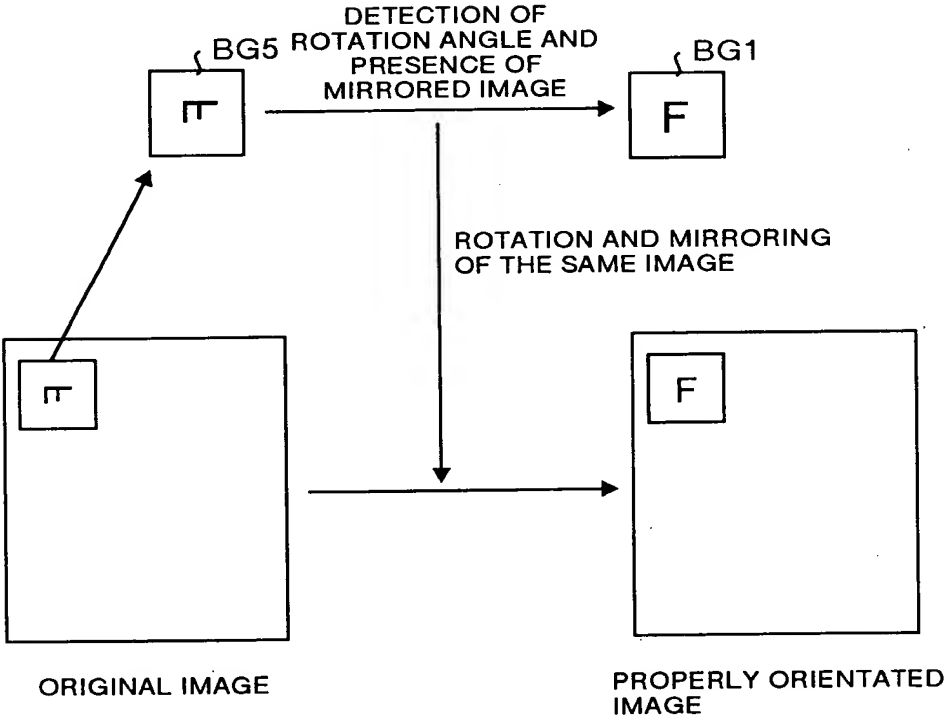 DETECTION OF
ROTATION ANGLE AND
PRESENCE OF
MIRRORED IMAGE
BG5
BG1
F
F
ROTATION AND MIRRORING
OF THE SAME IMAGE
F
F
ORIGINAL IMAGE
PROPERLY ORIENTATED
IMAGE